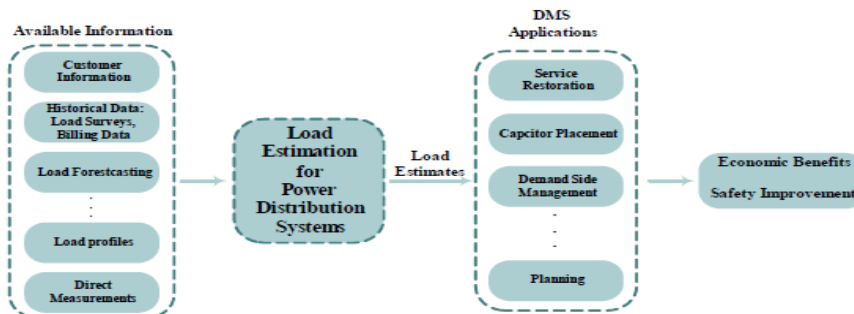 Available Information
Customer
Information
Historical Data:
Load Surveys,
Billing Data
Load Forestcasting
Load profiles
Direct
Measurements
Load
Estimation
for
Power
Distribution
Systems
Load
Estimates
DMS
Applications
Service
Restoration
Capcitor Placement
Demand Side
Management
Planning
Economic Benefits
Safety Improvement